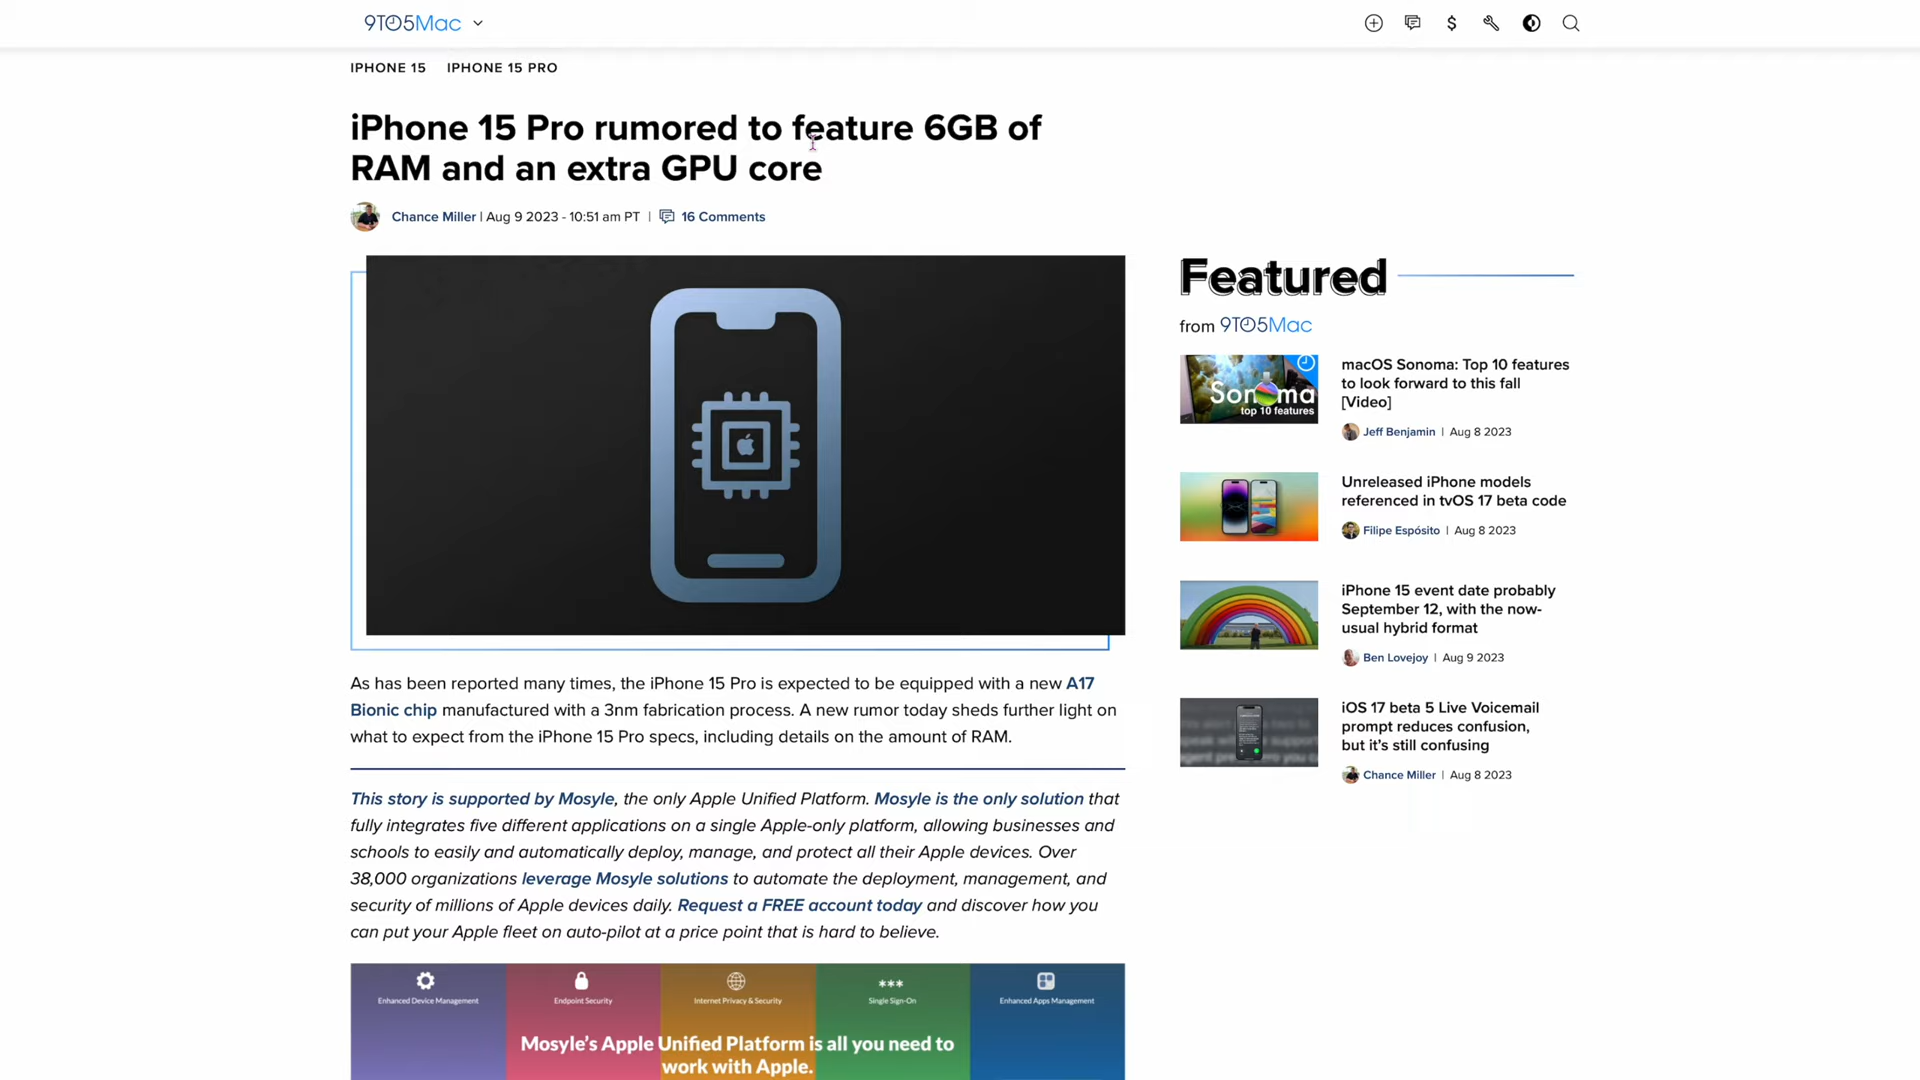 9TO5Mac
IPHONE 15 IPHONE 15 PRO
iPhone 15 Pro rumored to feature 6GB of
RAM and an extra GPU core
Chance Miller | Aug 9 2023 - 10:51 am PT | 16 Comments
Featured
from 9TO5Mac
Sonoma
top 10 features
macOS Sonoma: Top 10 features
to look forward to this fall
[Video]
Jeff Benjamin | Aug 8 2023
Unreleased iPhone models
referenced in tvOS 17 beta code
Filipe Espósito | Aug 8 2023
iPhone 15 event date probably
September 12, with the now-
usual hybrid format
Ben Lovejoy | Aug 9 2023
iOS 17 beta 5 Live Voicemail
prompt reduces confusion,
but it's still confusing
Chance Miller | Aug 8 2023
As has been reported many times, the iPhone 15 Pro is expected to be equipped with a new A17
Bionic chip manufactured with a 3nm fabrication process. A new rumor today sheds further light on
what to expect from the iPhone 15 Pro specs, including details on the amount of RAM.
This story is supported by Mosyle, the only Apple Unified Platform. Mosyle is the only solution that
fully integrates five different applications on a single Apple-only platform, allowing businesses and
schools to easily and automatically deploy, manage, and protect all their Apple devices. Over
38,000 organizations leverage Mosyle solutions to automate the deployment, management, and
security of millions of Apple devices daily. Request a FREE account today and discover how you
can put your Apple fleet on auto-pilot at a price point that is hard to believe.
Enhanced Device Management
Endpoint Security
Internet Privacy & Security
Single Sign-On
Enhanced Apps Management
Mosyle's Apple Unified Platform is all you need to
work with Apple.